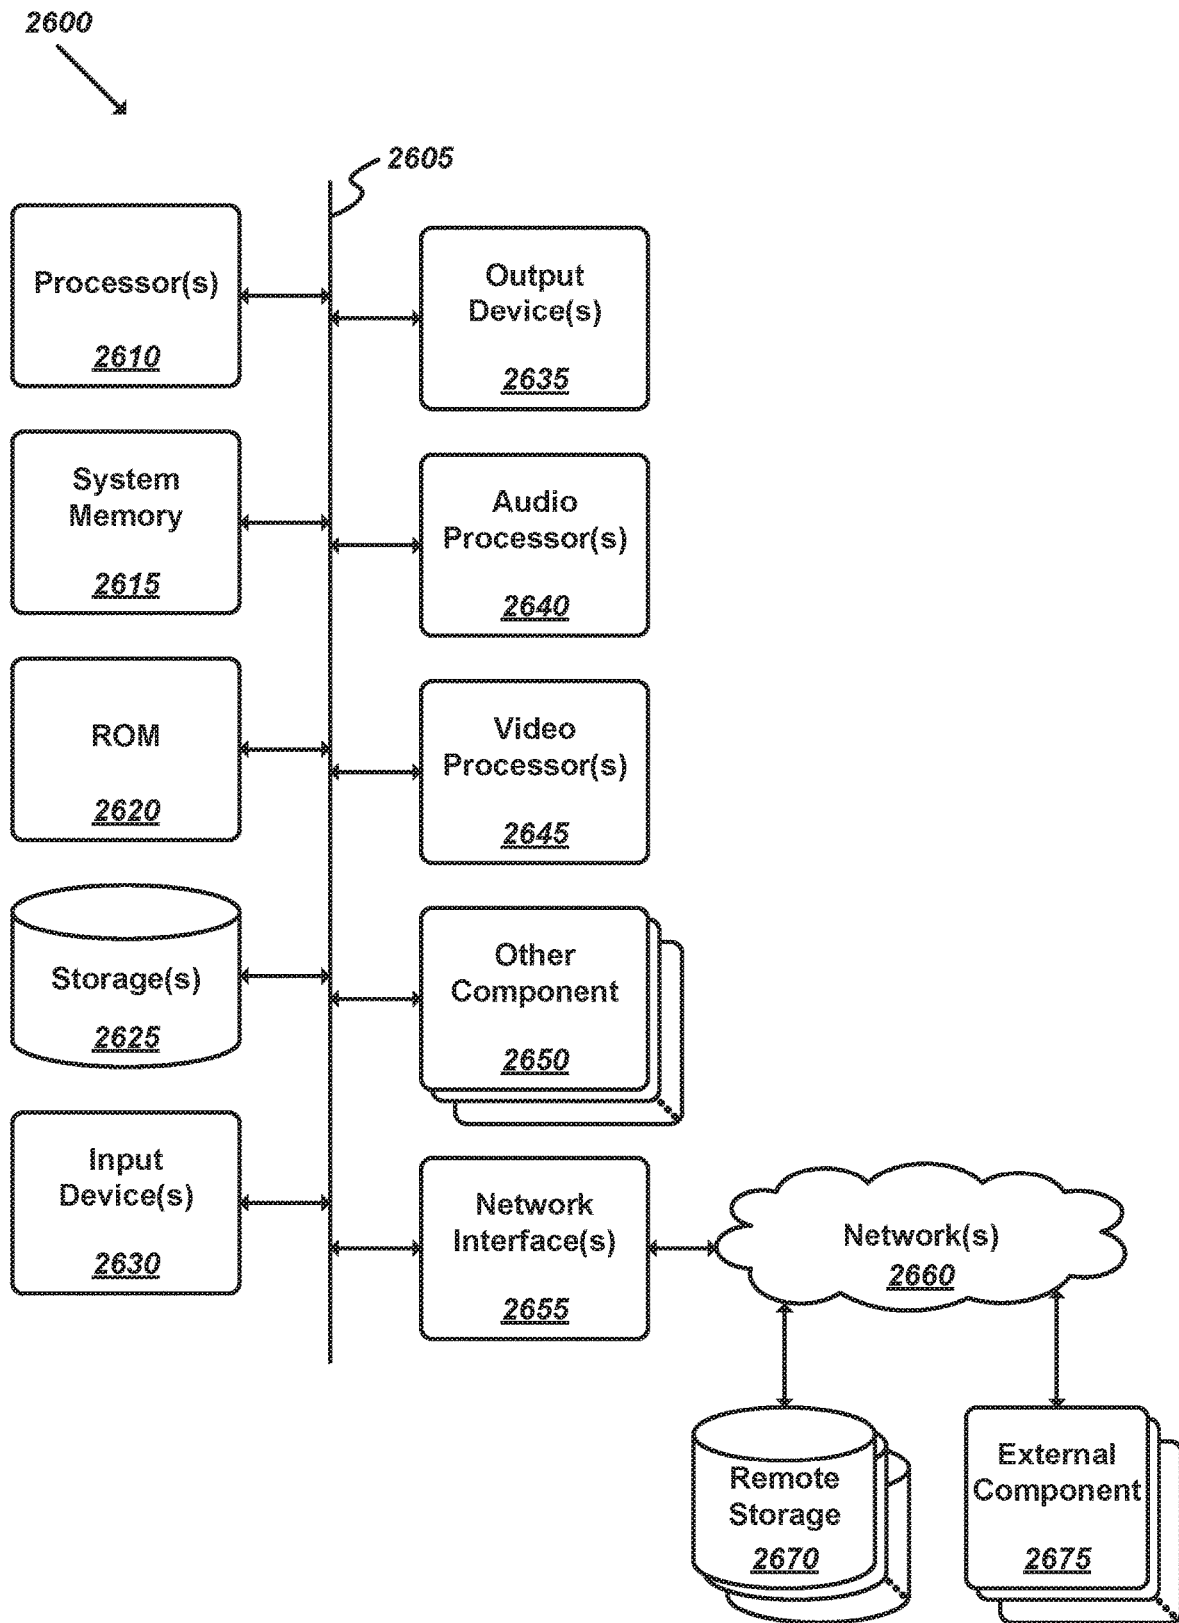 2600
2605
Processor(s)
2610
Output
Device(s)
2635
System
Memory
2615
Audio
Processor(s)
2640
ROM
2620
Video
Processor(s)
2645
Storage(s)
2625
Other
Component
2650
Input
Device(s)
2630
Network
Interface(s)
2655
Network(s)
2660
Remote
Storage
2670
External
Component
2675